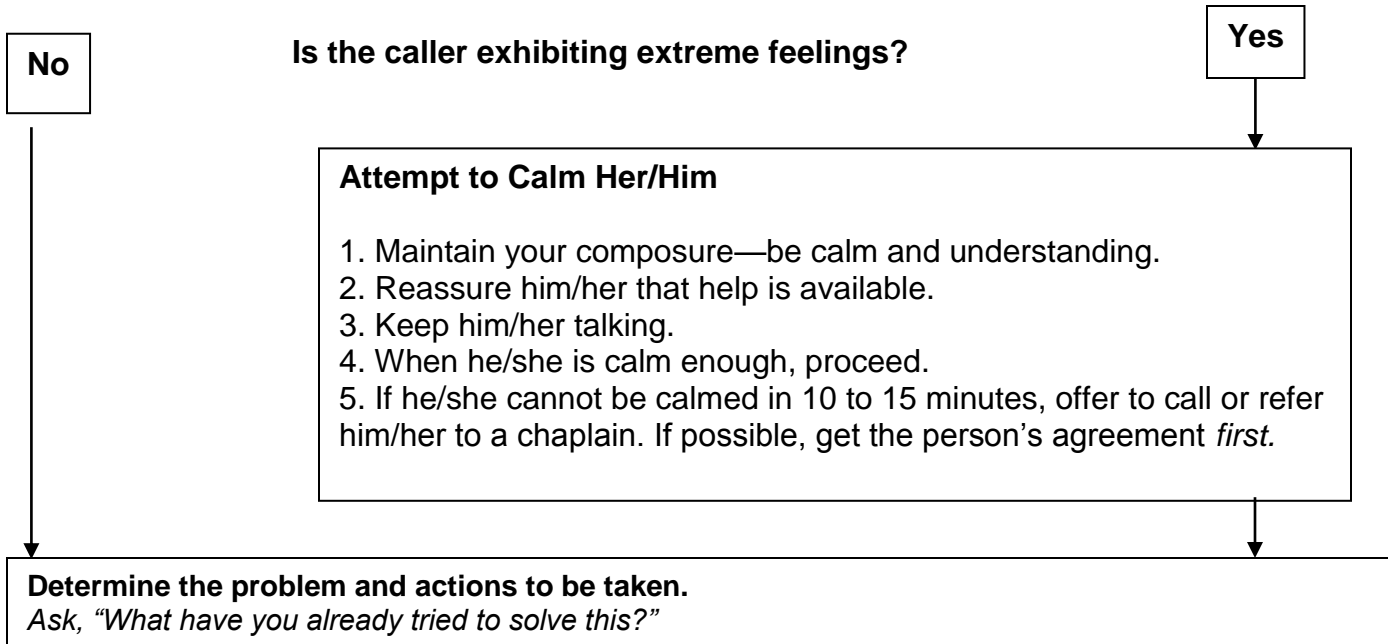 No
Is the caller exhibiting extreme feelings?
Yes
Attempt to Calm Her/Him
1. Maintain your composure—be calm and understanding.
2. Reassure him/her that help is available.
3. Keep him/her talking.
4. When he/she is calm enough, proceed.
5. If he/she cannot be calmed in 10 to 15 minutes, offer to call or refer
him/her to a chaplain. If possible, get the person’s agreement first.
Determine the problem and actions to be taken.
Ask, “What have you already tried to solve this?”